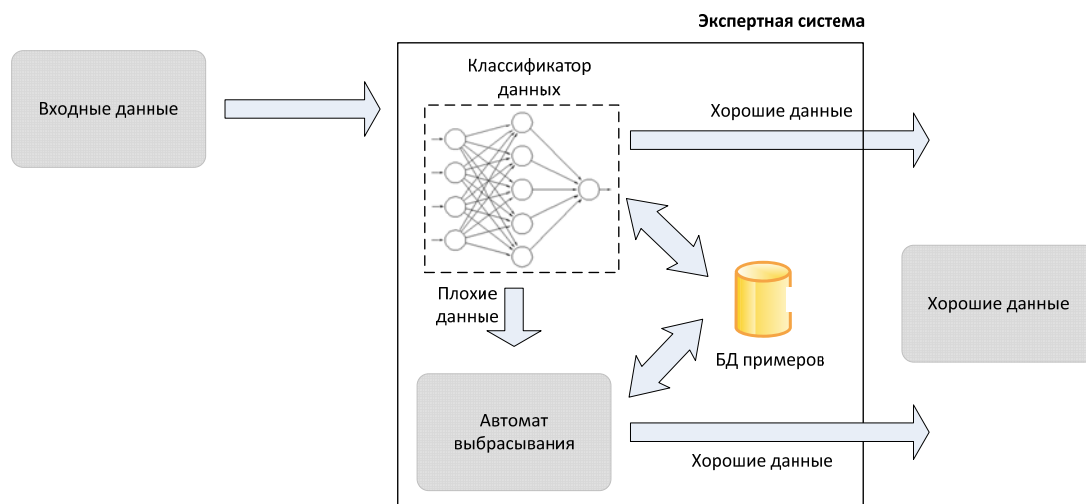 Экспертная система
Входные данные
Классификатор
данных
Хорошие данные
Плохие
данные
БД примеров
Хорошие данные
Автомат
выбрасывания
Хорошие данные